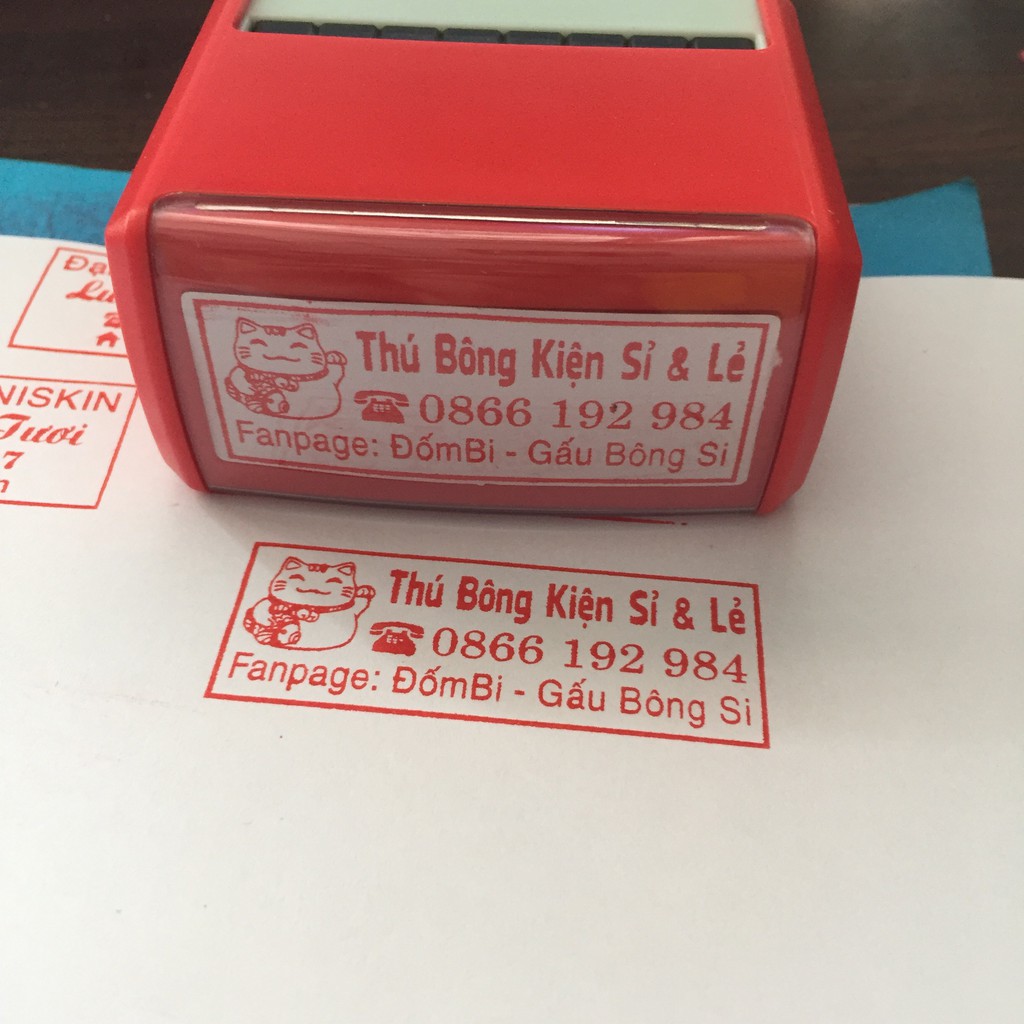 Thú Bông Kiện Sỉ & Lẻ
0866 192 984
Fanpage: ĐốmBi - Gấu Bông Si
NISKIN
Tươi
7
Thú Bông Kiện Sỉ & Lẻ
0866 192 984
Fanpage: ĐốmBi - Gấu Bông Si